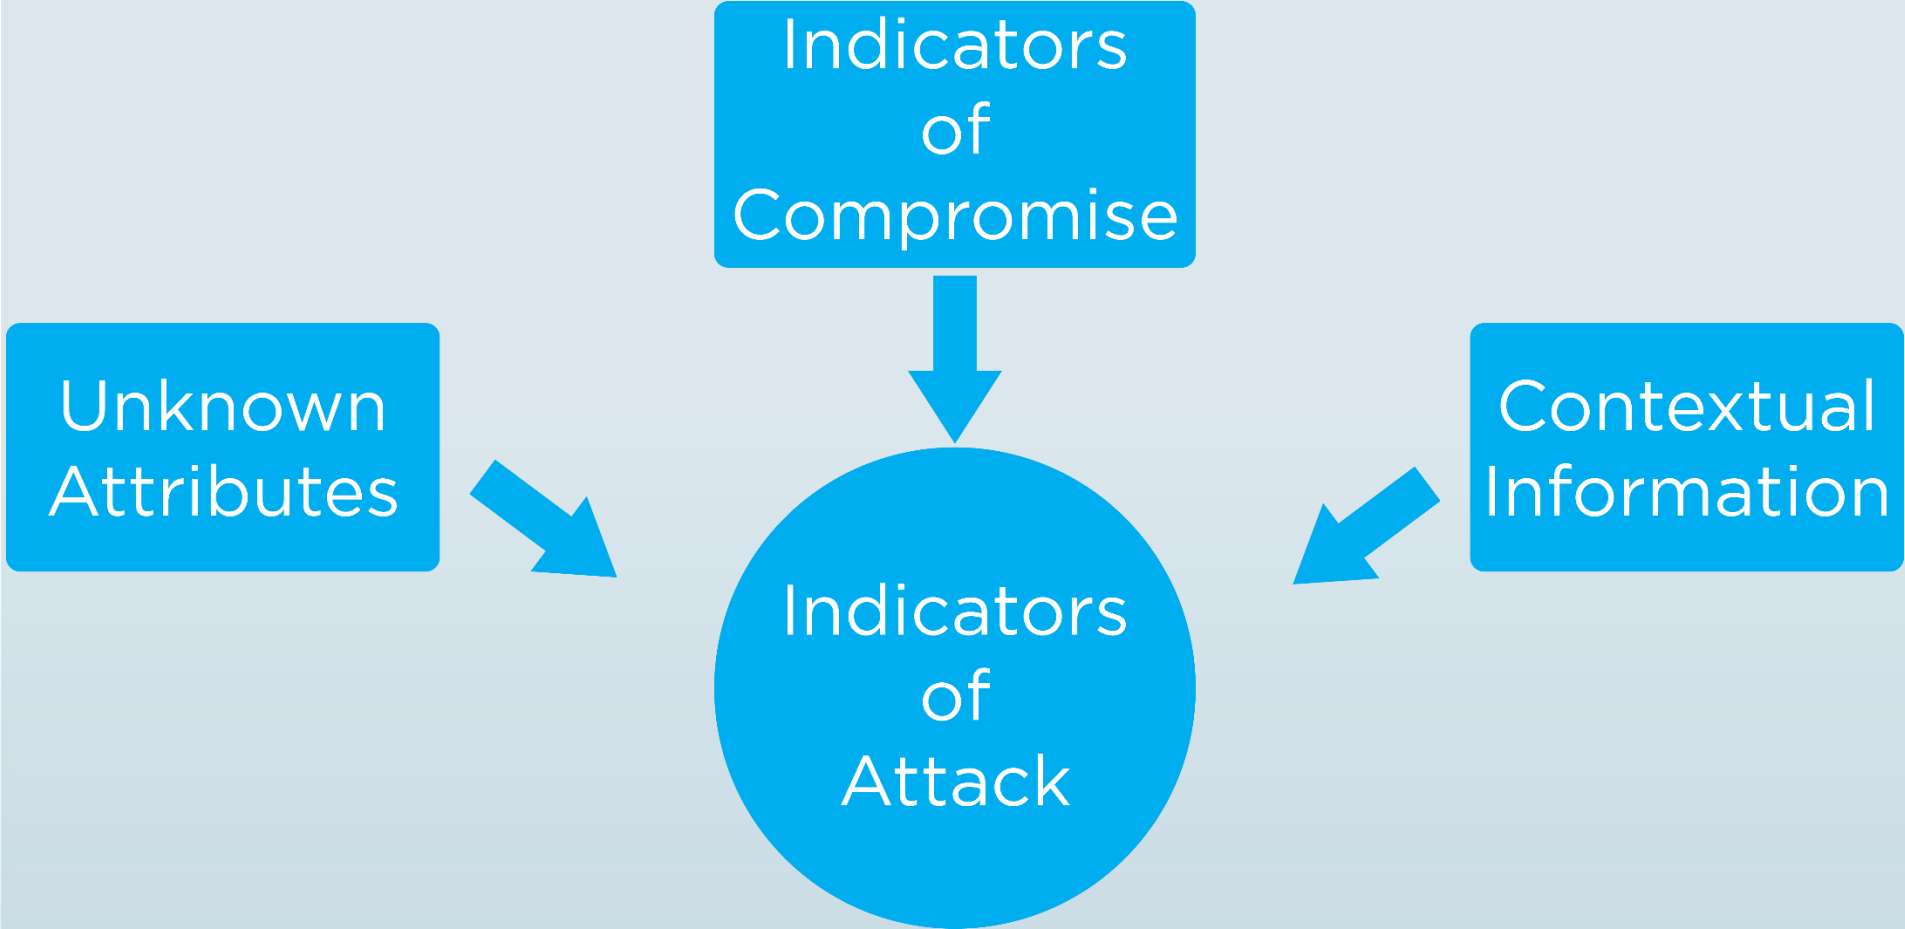 Indicators
of
Compromise
Unknown
Attributes
Contextual
Information
Indicators
of
Attack